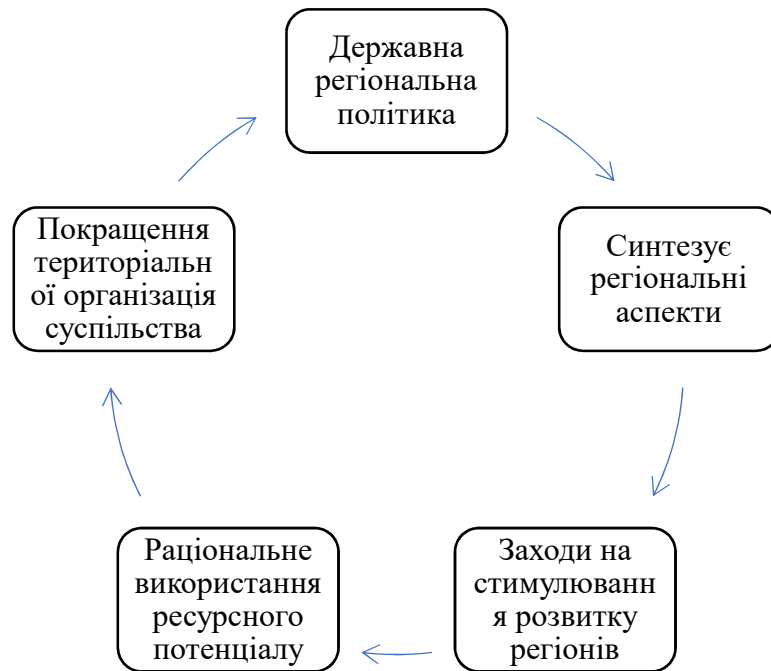 Державна
регіональна
політика
Синтезує
регіональні
аспекти
Заходи на
стимулюванн
я розвитку
регіонів
Раціональне
використання
ресурсного
потенціалу
Покращення
територіальн
ої організація
суспільства